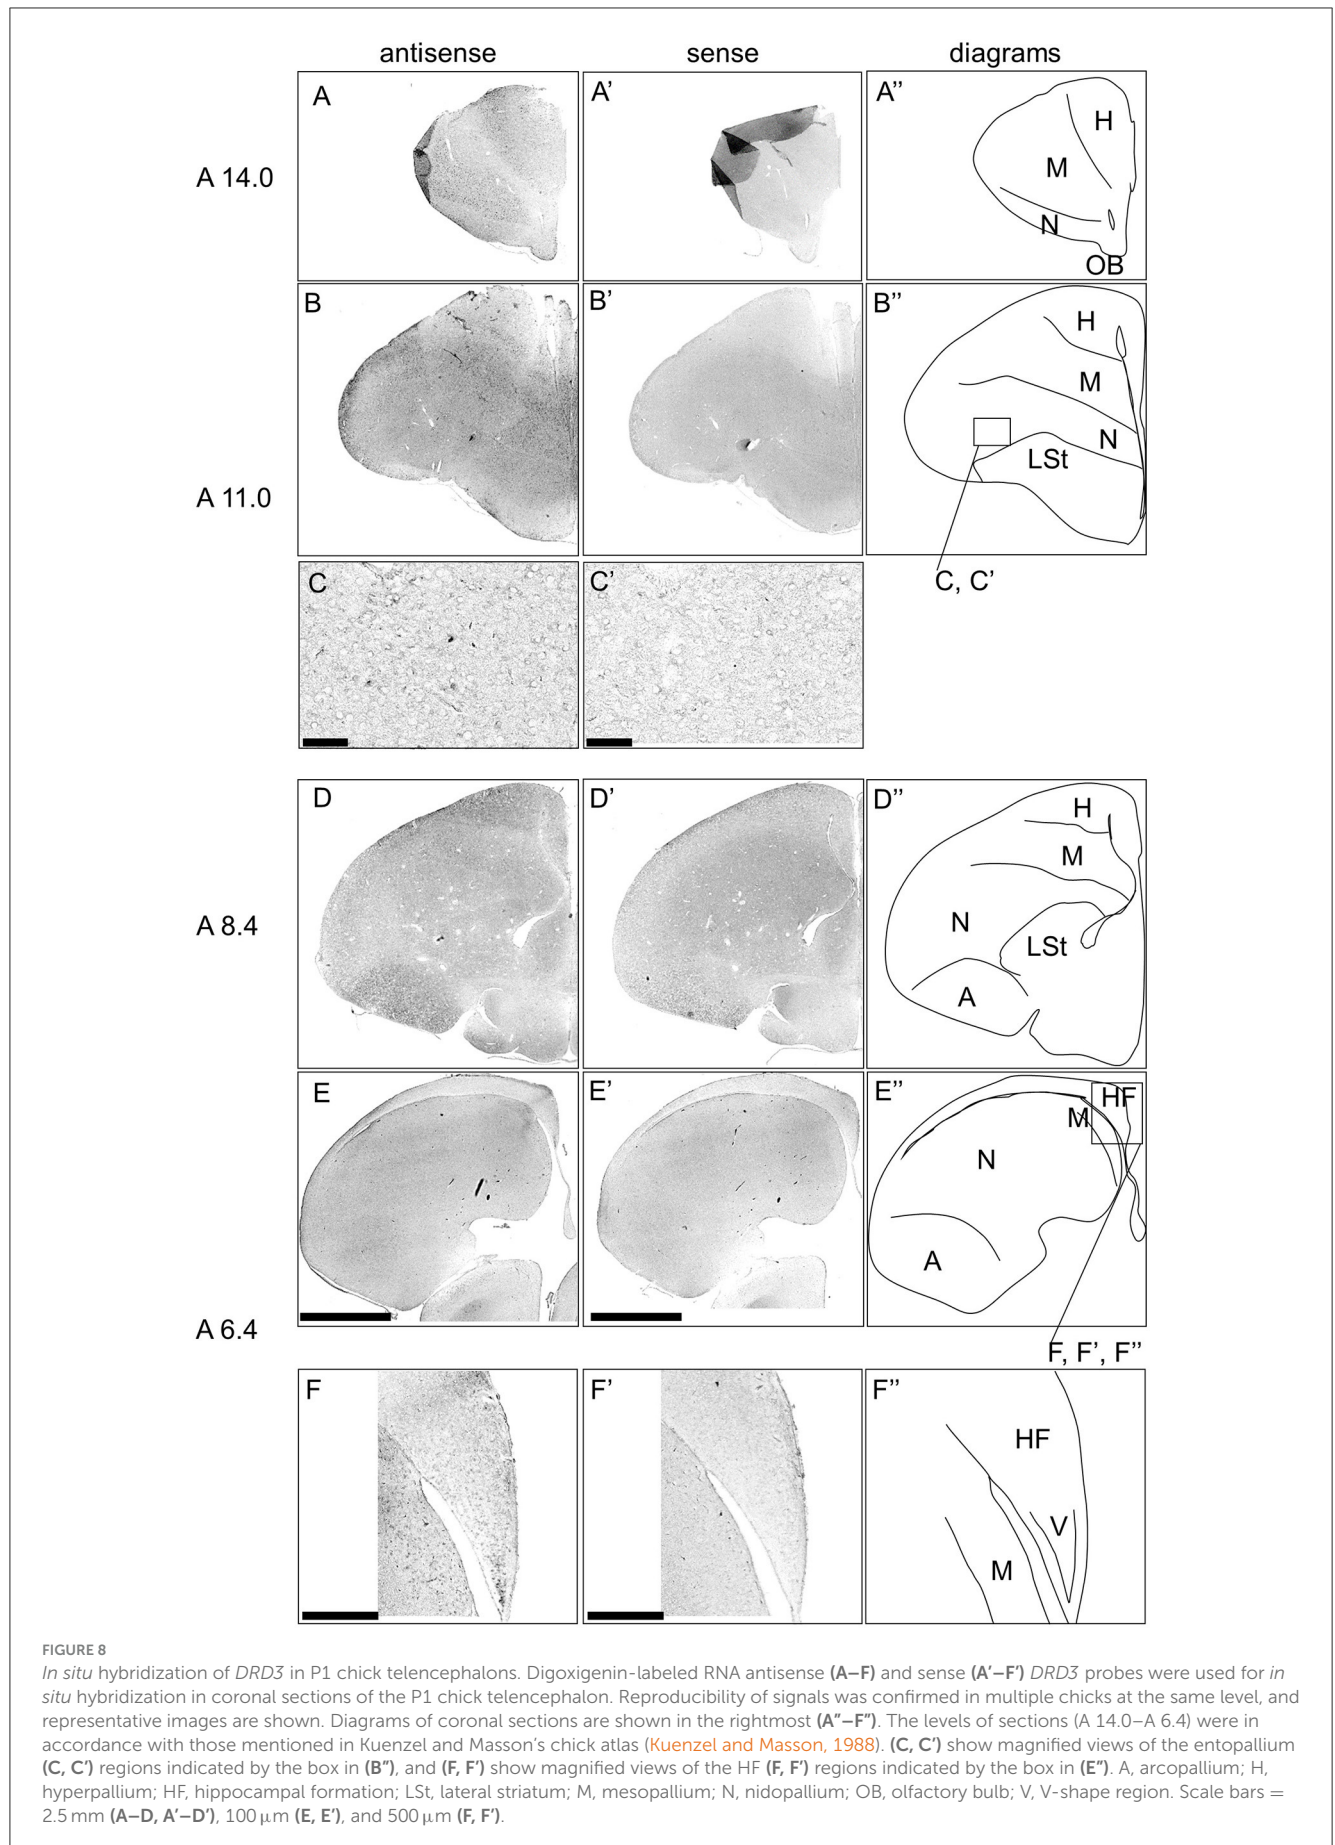 antisense
sense
diagrams
A 14.0
A
A’
A’’
H
M
N
OB
A 11.0
B
B’
B’’
H
M
N
LSt
C, C’
C
C’
A 8.4
D
D’
D’’
H
M
N
LSt
A
A 6.4
E
E’
E’’
HF
M
N
A
F, F’, F’’
F
F’
F’’
HF
V
M
FIGURE 8
In situ hybridization of DRD3 in P1 chick telencephalons. Digoxigenin-labeled RNA antisense (A–F) and sense (A′–F′) DRD3 probes were used for in
situ hybridization in coronal sections of the P1 chick telencephalon. Reproducibility of signals was confirmed in multiple chicks at the same level, and
representative images are shown. Diagrams of coronal sections are shown in the rightmost (A″–F″). The levels of sections (A 14.0–A 6.4) were in
accordance with those mentioned in Kuenzel and Masson’s chick atlas (Kuenzel and Masson, 1988). (C, C′) show magnified views of the entopallium
(C, C′) regions indicated by the box in (B″), and (F, F′) show magnified views of the HF (F, F′) regions indicated by the box in (E″). A, arcopallium; H,
hyperpallium; HF, hippocampal formation; LSt, lateral striatum; M, mesopallium; N, nidopallium; OB, olfactory bulb; V, V-shape region. Scale bars =
2.5 mm (A–D, A′–D′), 100 µm (E, E′), and 500 µm (F, F′).